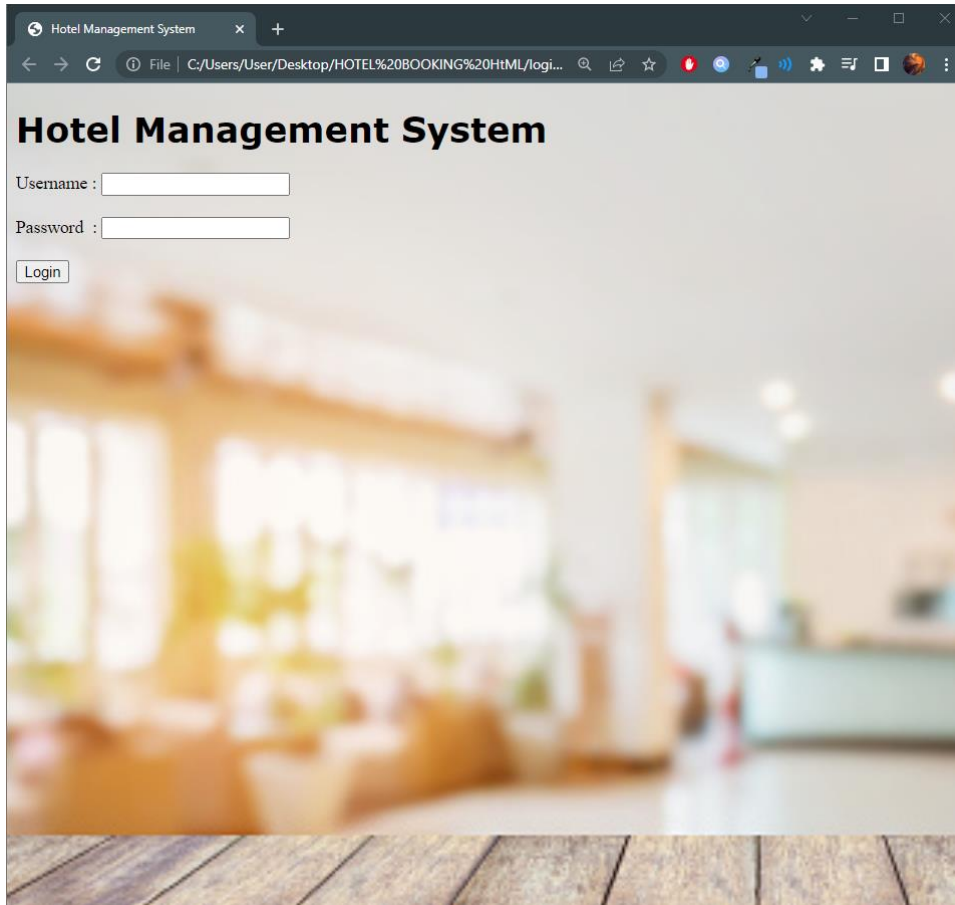 Hotel Management System
File | C:/Users/User/Desktop/HOTEL%20BOOKING%20HtML/logi...
Hotel Management System
Username :
Password :
Login